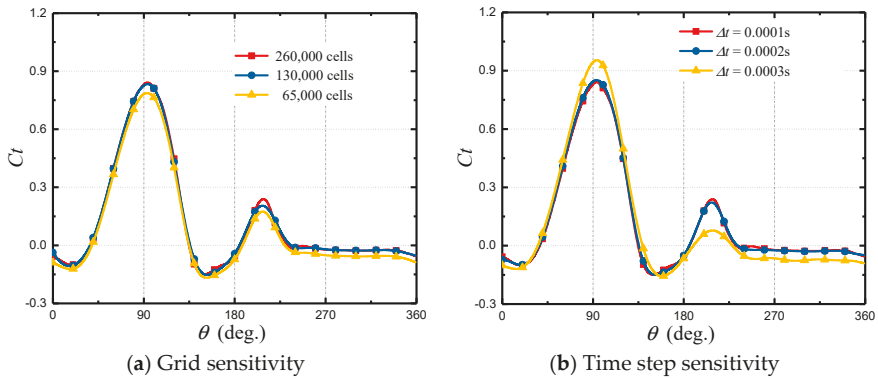 1.2
0.9
0.6
0.3
0.0
-0.3
Ct
0
90
180
270
360
θ (deg.)
260,000 cells
130,000 cells
65,000 cells
(a) Grid sensitivity
1.2
0.9
0.6
0.3
0.0
-0.3
Ct
0
90
180
270
360
θ (deg.)
Δt = 0.0001s
Δt = 0.0002s
Δt = 0.0003s
(b) Time step sensitivity